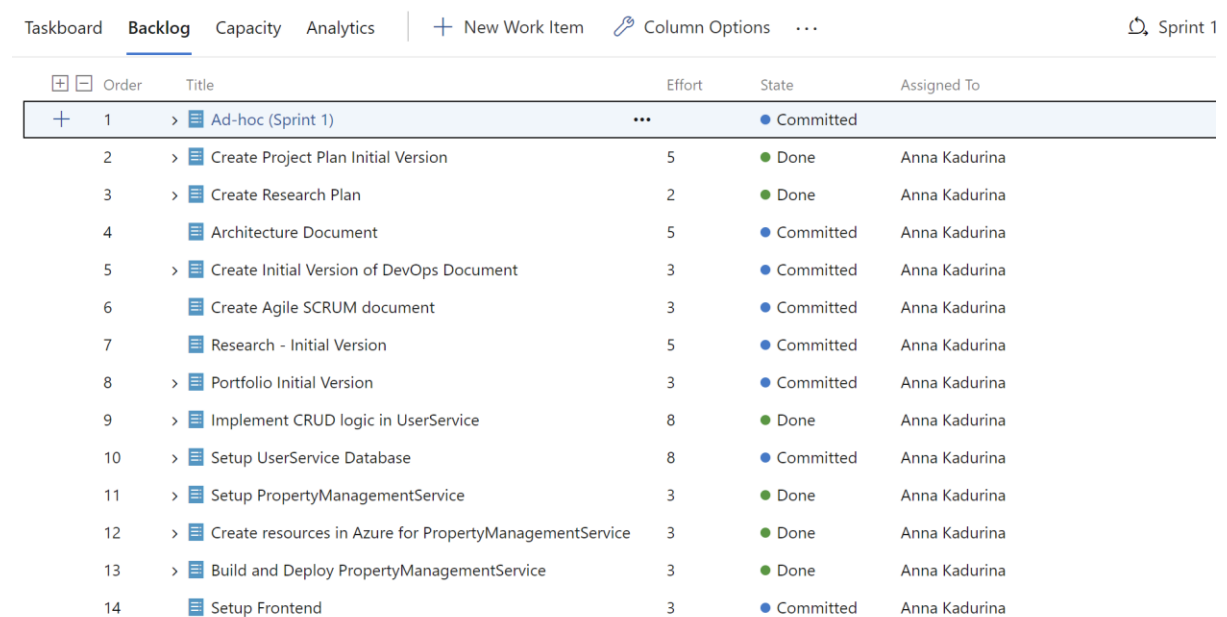 Taskboard Backlog Capacity Analytics + New Work Item Column Options ... Sprint 1
Order Title Effort State Assigned To
1 Ad-hoc (Sprint 1) ... Committed
2 Create Project Plan Initial Version 5 Done Anna Kadurina
3 Create Research Plan 2 Done Anna Kadurina
4 Architecture Document 5 Committed Anna Kadurina
5 Create Initial Version of DevOps Document 3 Committed Anna Kadurina
6 Create Agile SCRUM document 3 Committed Anna Kadurina
7 Research - Initial Version 5 Committed Anna Kadurina
8 Portfolio Initial Version 3 Committed Anna Kadurina
9 Implement CRUD logic in UserService 8 Done Anna Kadurina
10 Setup UserService Database 8 Committed Anna Kadurina
11 Setup PropertyManagementService 3 Done Anna Kadurina
12 Create resources in Azure for PropertyManagementService 3 Done Anna Kadurina
13 Build and Deploy PropertyManagementService 3 Done Anna Kadurina
14 Setup Frontend 3 Committed Anna Kadurina